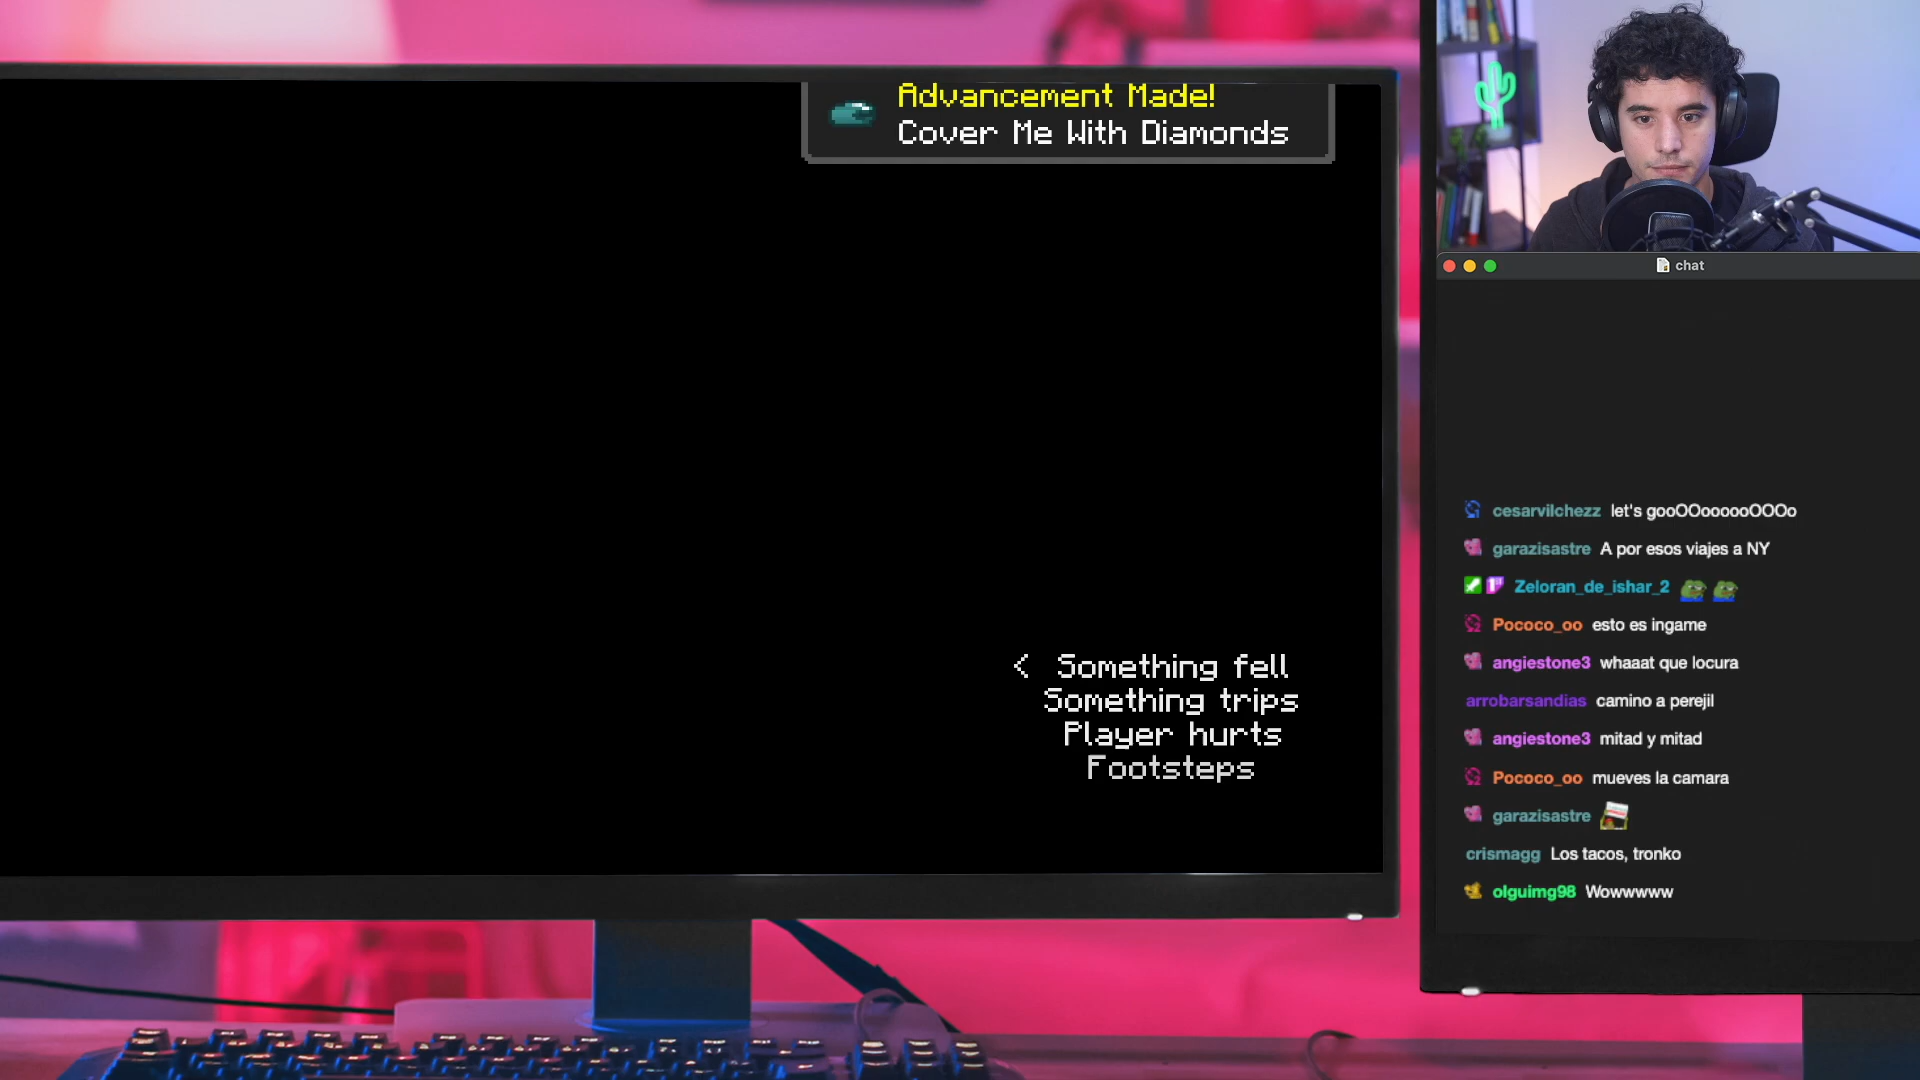 Advancement Made!
Cover Me With Diamonds
< Something fell
Something trips
Player hurts
Footsteps
chat
cesarvilchezz let's gooOOoooooOOOo
garazisastre A por esos viajes a NY
Zeloran_de_ishar_2
Pococo_oo esto es ingame
angiestone3 whaaat que locura
arrobarsandias camino a perejil
angiestone3 mitad y mitad
Pococo_oo mueves la camara
garazisastre
crismagg Los tacos, tronko
olguimg98 Wowwwww